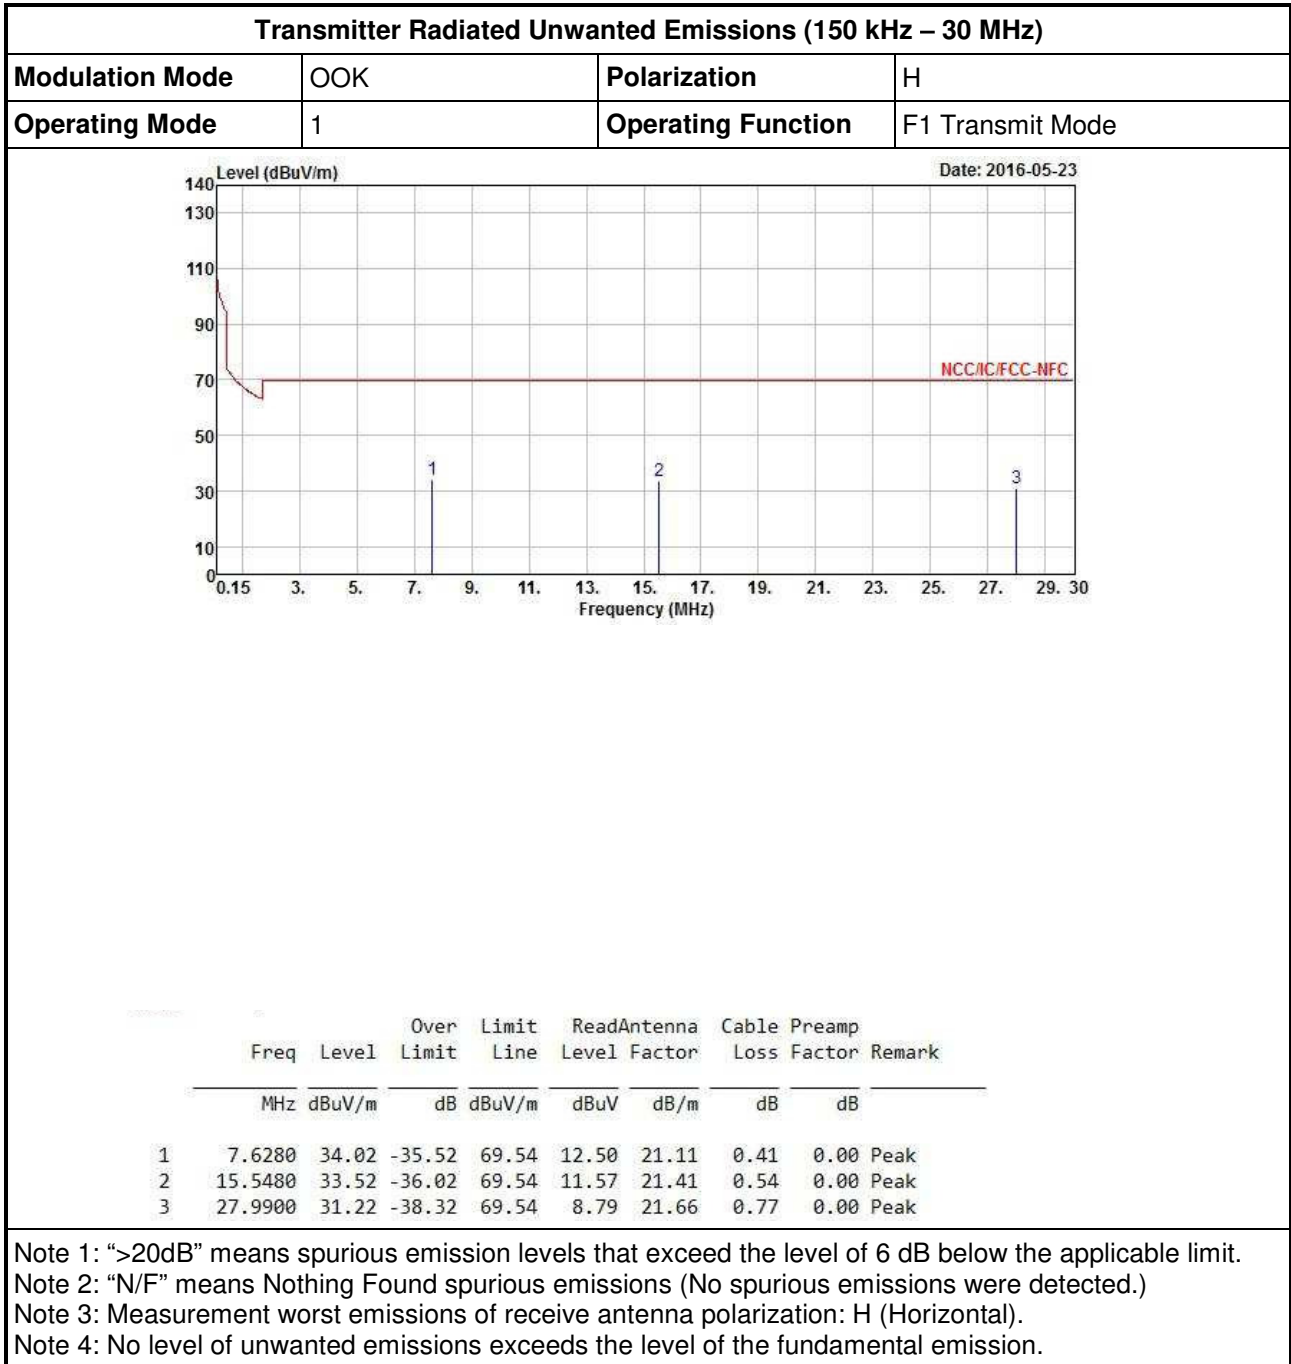 Transmitter Radiated Unwanted Emissions (150 kHz – 30 MHz)
Modulation Mode OOK Polarization H
Operating Mode 1 Operating Function F1 Transmit Mode
Level (dBuV/m) Date: 2016-05-23
140
130
110
90
NCC/IC/FCC-NFC
70
50
1 2 3
30
10
0
0.15 3. 5. 7. 9. 11. 13. 15. 17. 19. 21. 23. 25. 27. 29. 30
Frequency (MHz)
Over Limit ReadAntenna Cable Preamp
Freq Level Limit Line Level Factor Loss Factor Remark
MHz dBuV/m dB dBuV/m dBuV dB/m dB dB
1 7.6280 34.02 -35.52 69.54 12.50 21.11 0.41 0.00 Peak
2 15.5480 33.52 -36.02 69.54 11.57 21.41 0.54 0.00 Peak
3 27.9900 31.22 -38.32 69.54 8.79 21.66 0.77 0.00 Peak
Note 1: “>20dB” means spurious emission levels that exceed the level of 6 dB below the applicable limit.
Note 2: “N/F” means Nothing Found spurious emissions (No spurious emissions were detected.)
Note 3: Measurement worst emissions of receive antenna polarization: H (Horizontal).
Note 4: No level of unwanted emissions exceeds the level of the fundamental emission.